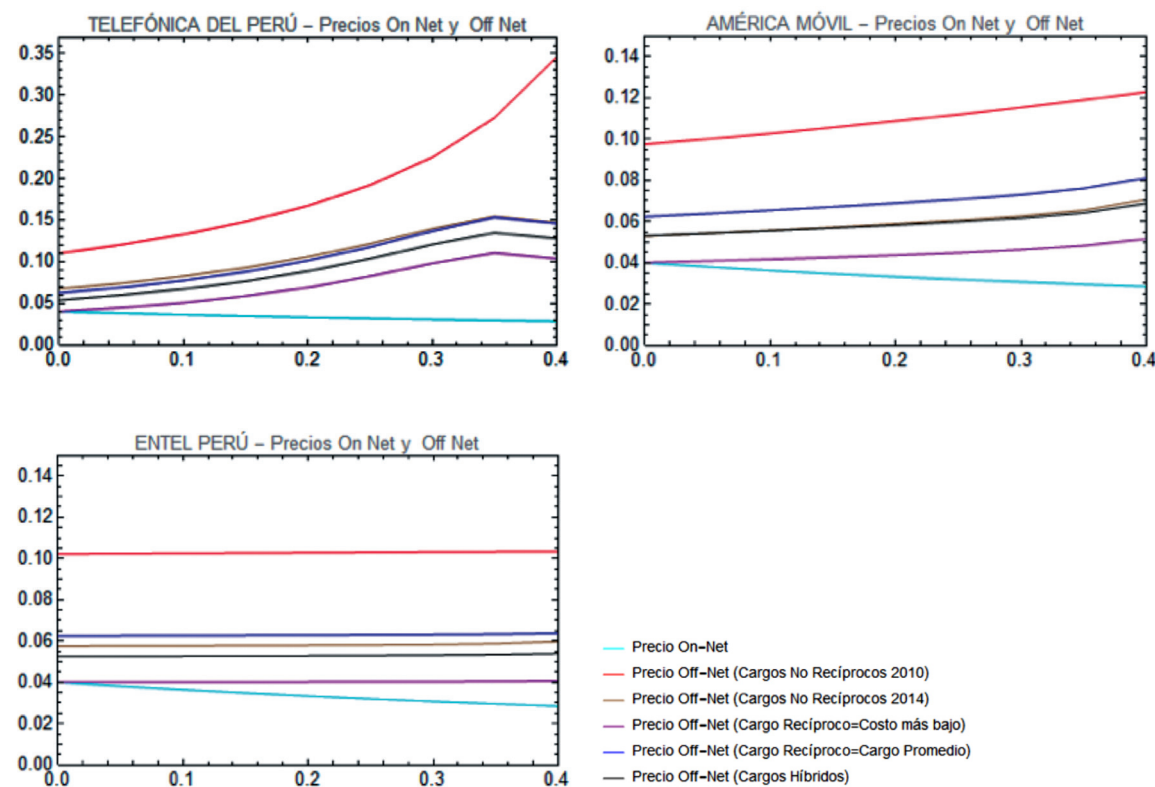 TELEFÓNICA DEL PERÚ – Precios On Net y Off Net
0.35
0.30
0.25
0.20
0.15
0.10
0.05
0.00
0.0 0.1 0.2 0.3 0.4
AMÉRICA MÓVIL – Precios On Net y Off Net
0.14
0.12
0.10
0.08
0.06
0.04
0.02
0.00
0.0 0.1 0.2 0.3 0.4
ENTEL PERÚ – Precios On Net y Off Net
0.14
0.12
0.10
0.08
0.06
0.04
0.02
0.00
0.0 0.1 0.2 0.3 0.4
Precio On–Net
Precio Off–Net (Cargos No Recíprocos 2010)
Precio Off–Net (Cargos No Recíprocos 2014)
Precio Off–Net (Cargo Recíproco=Costo más bajo)
Precio Off–Net (Cargo Recíproco=Cargo Promedio)
Precio Off–Net (Cargos Híbridos)